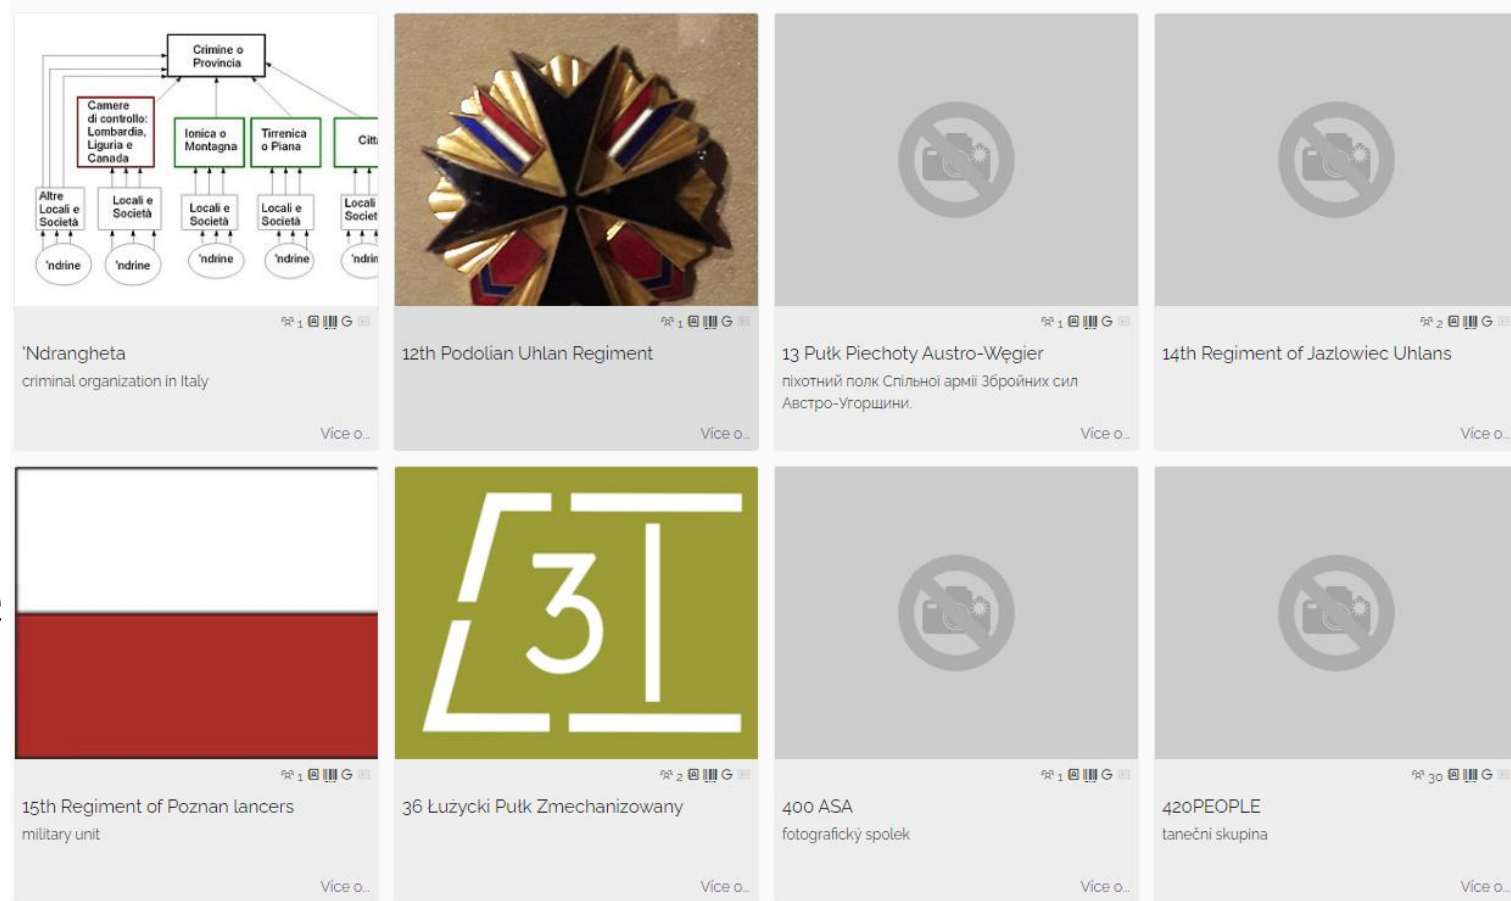 Crimine o
Provincia
Camere
di controllo:
Lombardia,
Liguria e
Canada
Ionica o
Montagna
Tirrenica
o Piana
Altre
Locali e
Società
Locali e
Società
Locali e
Società
Locali e
Società
Locali
'ndrine
'ndrine
'ndrine
'ndrine
1 G
'Ndrangheta
criminal organization in Italy
Více o...
1 G
12th Podolian Uhlan Regiment
Více o...
1 G
13 Pułk Piechoty Austro-Węgier
піхотний полк Спільної армії Збройних сил
Австро-Угорщини.
Více o...
2 G
14th Regiment of Jazlowiec Uhlans
Více o...
1 G
15th Regiment of Poznan lancers
military unit
Více o...
3
2 G
36 Łużycki Pułk Zmechanizowany
Více o...
1 G
400 ASA
fotografický spolek
Více o...
30 G
420PEOPLE
taneční skupina
Více o...